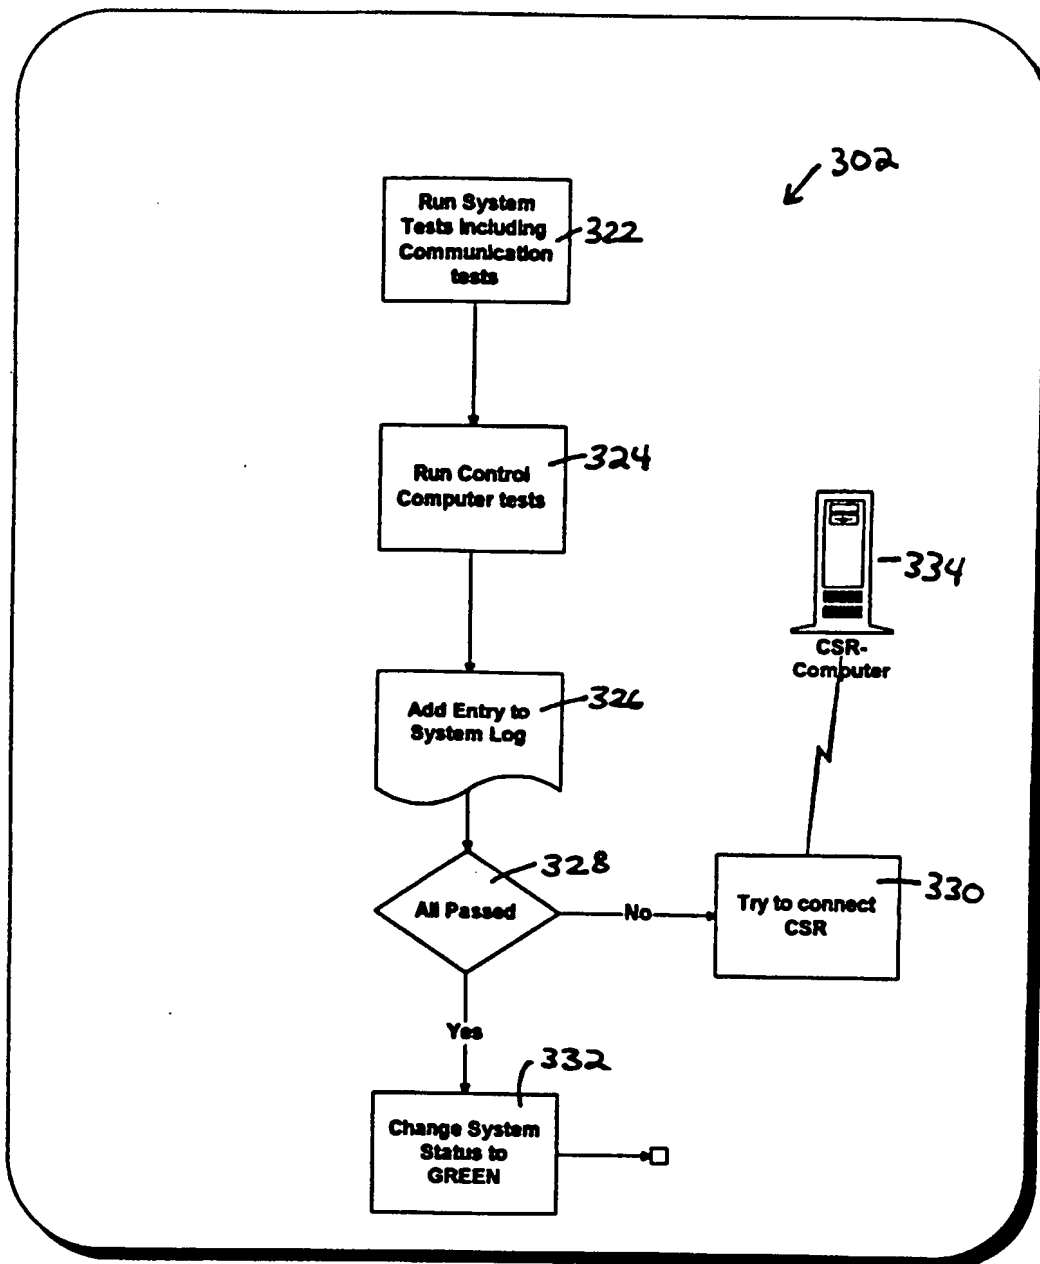 302
Run System
Tests including
Communication
tests
322
Run Control
Computer tests
324
334
CSR-
Computer
Add Entry to
System Log
326
All Passed
328
No
Try to connect
CSR
330
Yes
332
Change System
Status to
GREEN